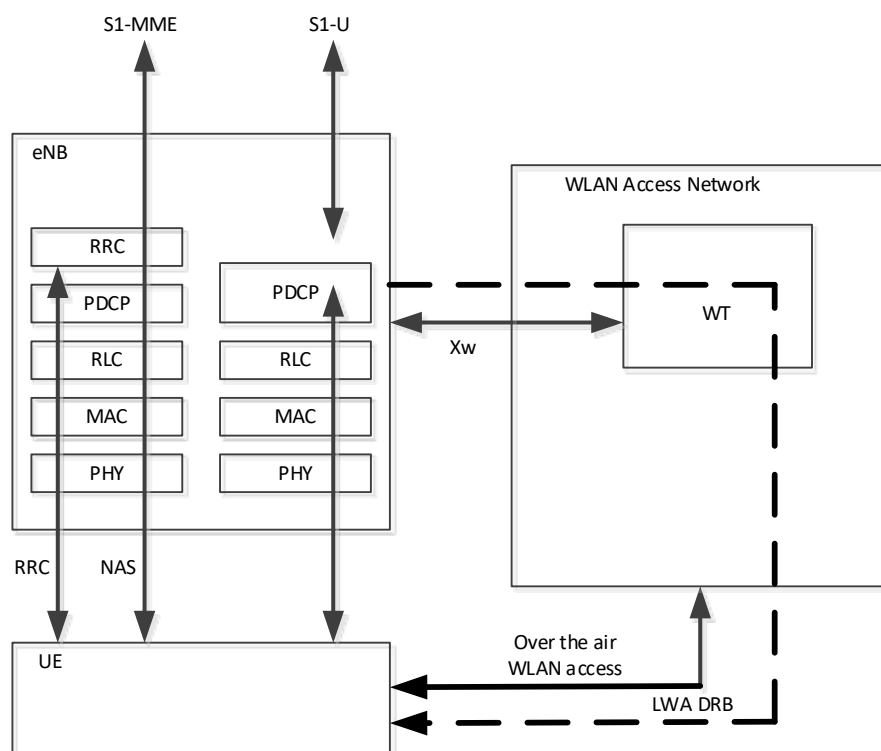 S1-MME
S1-U
eNB
WLAN Access Network
RRC
PDCP
PDCP
WT
Xw
RLC
RLC
MAC
MAC
PHY
PHY
RRC
NAS
UE
Over the air
WLAN access
LWA DRB